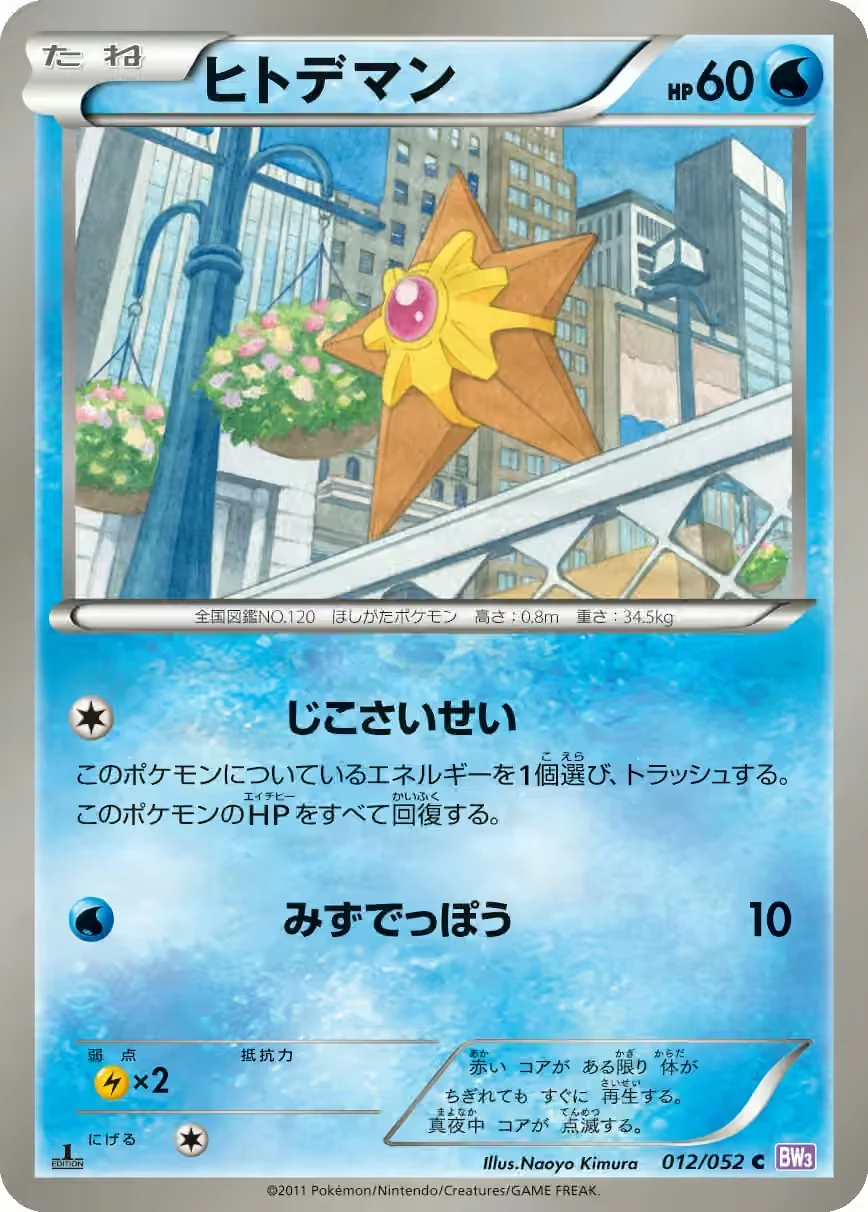 たね ヒトデマン HP60
全国図鑑NO.120 ほしがたポケモン 高さ:0.8m 重さ:34.5kg
じこさいせい
このポケモンについているエネルギーを1個選び、トラッシュする。
このポケモンのHPをすべて回復する。
みずでっぽう 10
弱点 抵抗力
×2
にげる
赤い コアが ある限り 体が
ちぎれても すぐに 再生する。
真夜中 コアが 点滅する。
1 EDITION
Illus.Naoyo Kimura 012/052 C BW3
©2011 Pokémon/Nintendo/Creatures/GAME FREAK.